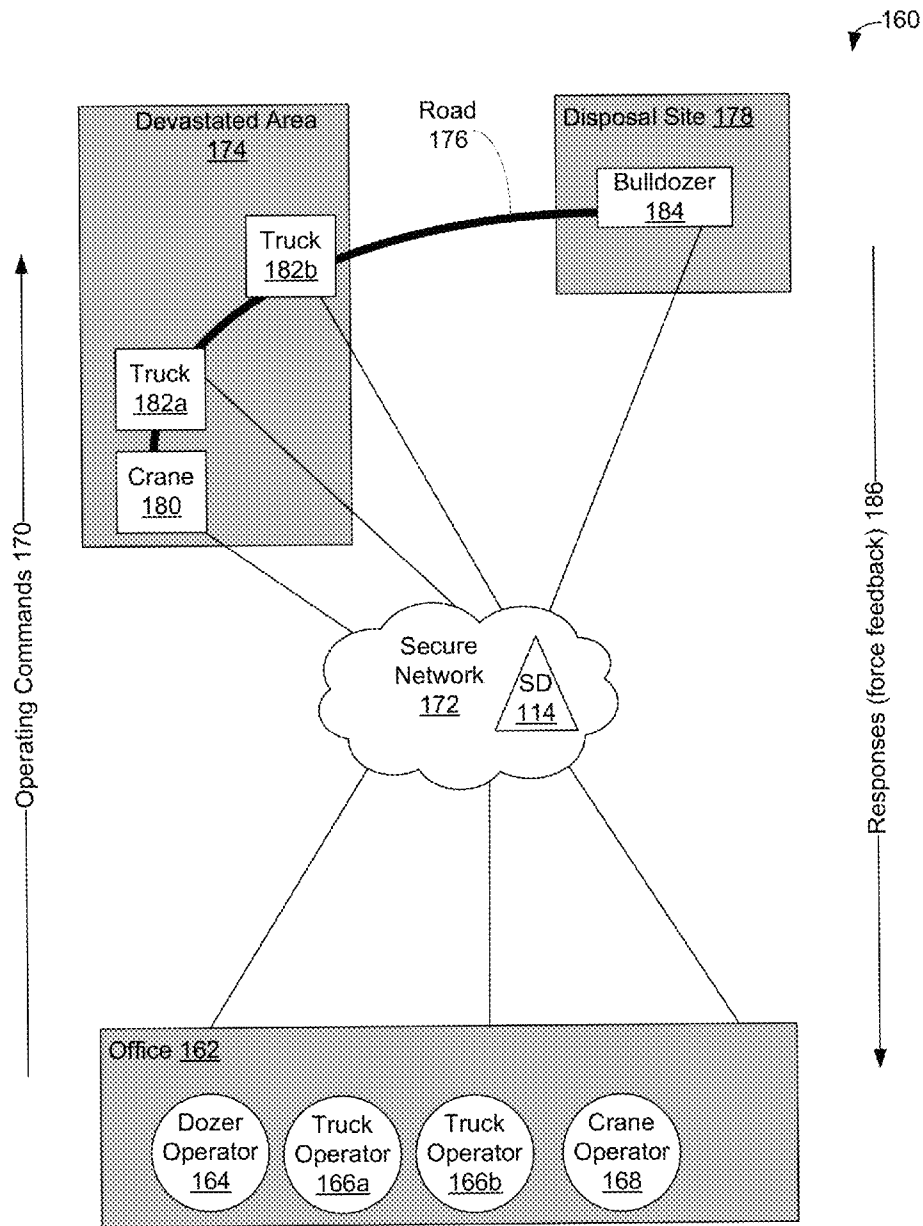 160
Devastated Area
174
Road
176
Disposal Site 178
Bulldozer
184
Truck
182b
Truck
182a
Crane
180
Operating Commands 170
Responses (force feedback) 186
Secure
Network
172
SD
114
Office 162
Dozer
Operator
164
Truck
Operator
166a
Truck
Operator
166b
Crane
Operator
168